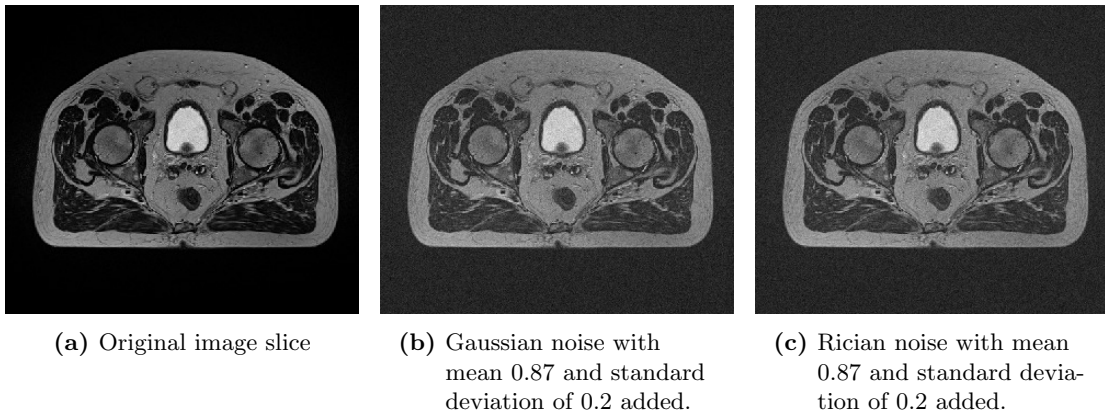 (a) Original image slice
(b) Gaussian noise with
mean 0.87 and standard
deviation of 0.2 added.
(c) Rician noise with mean
0.87 and standard devia-
tion of 0.2 added.